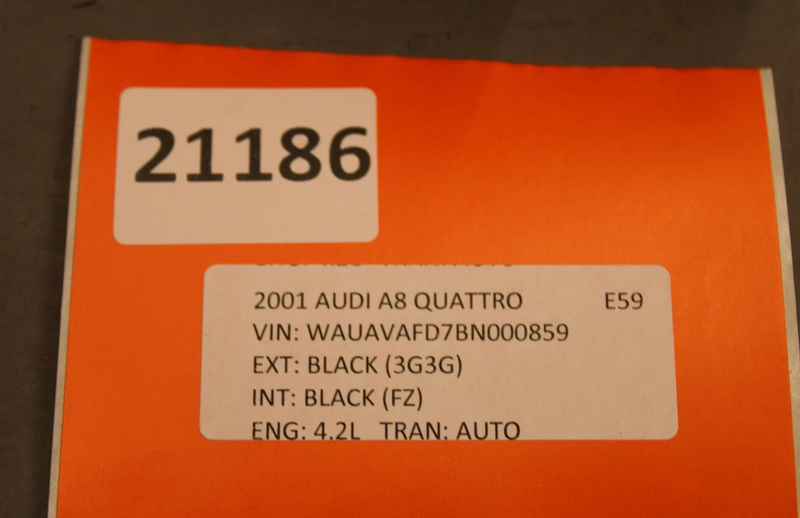 21186
2001 AUDI A8 QUATTRO E59
VIN: WAUAVAFD7BN000859
EXT: BLACK (3G3G)
INT: BLACK (FZ)
ENG: 4.2L TRAN: AUTO